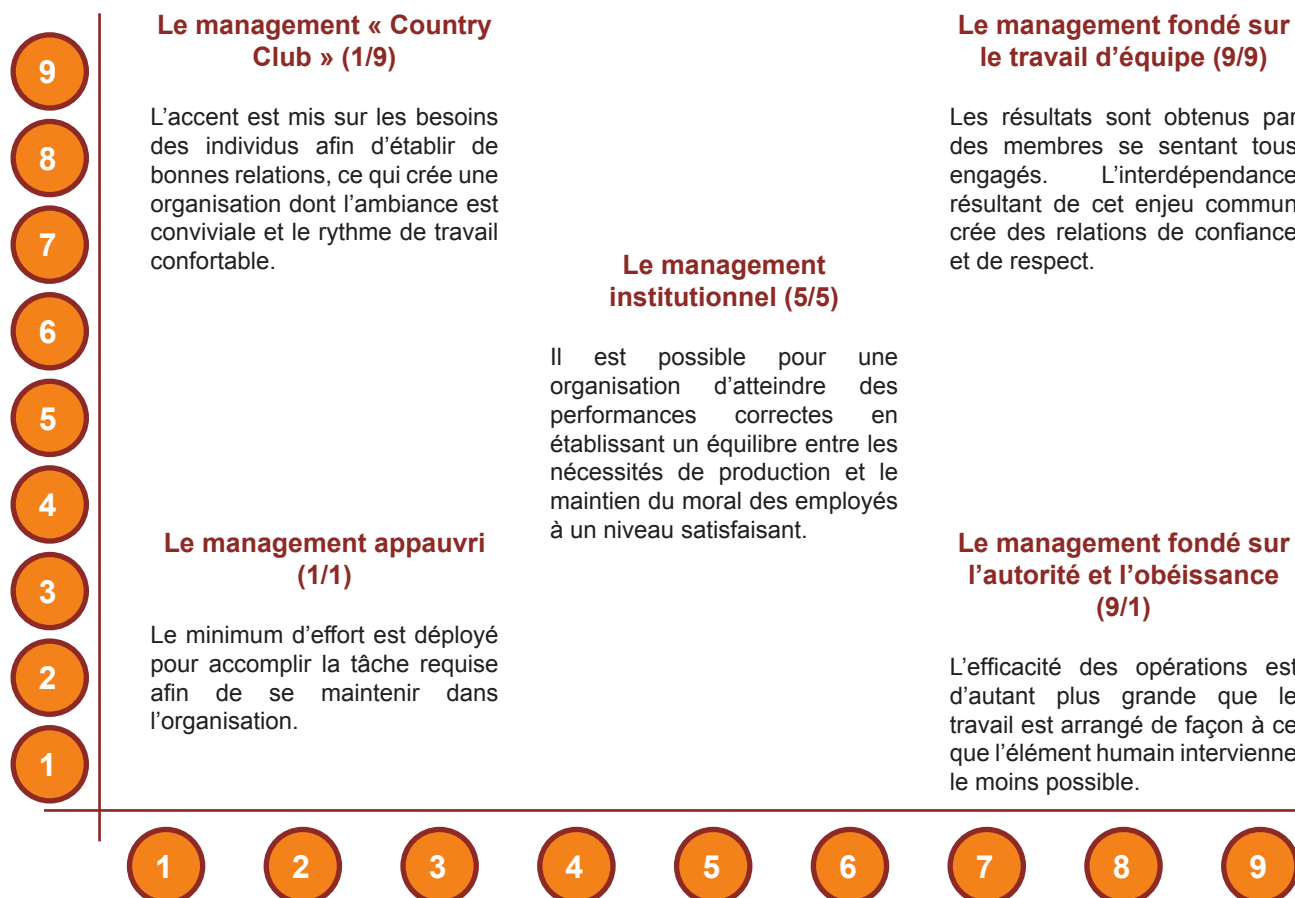 9
8
7
6
5
4
3
2
1
Le management « Country
Club » (1/9)
L’accent est mis sur les besoins
des individus afin d’établir de
bonnes relations, ce qui crée une
organisation dont l’ambiance est
conviviale et le rythme de travail
confortable.
Le management fondé sur
le travail d’équipe (9/9)
Les résultats sont obtenus par
des membres se sentant tous
engagés. L’interdépendance
résultant de cet enjeu commun
crée des relations de confiance
et de respect.
Le management
institutionnel (5/5)
Il est possible pour une
organisation d’atteindre des
performances correctes en
établissant un équilibre entre les
nécessités de production et le
maintien du moral des employés
à un niveau satisfaisant.
Le management appauvri
(1/1)
Le minimum d’effort est déployé
pour accomplir la tâche requise
afin de se maintenir dans
l’organisation.
Le management fondé sur
l’autorité et l’obéissance
(9/1)
L’efficacité des opérations est
d’autant plus grande que le
travail est arrangé de façon à ce
que l’élément humain intervienne
le moins possible.
1 2 3 4 5 6 7 8 9